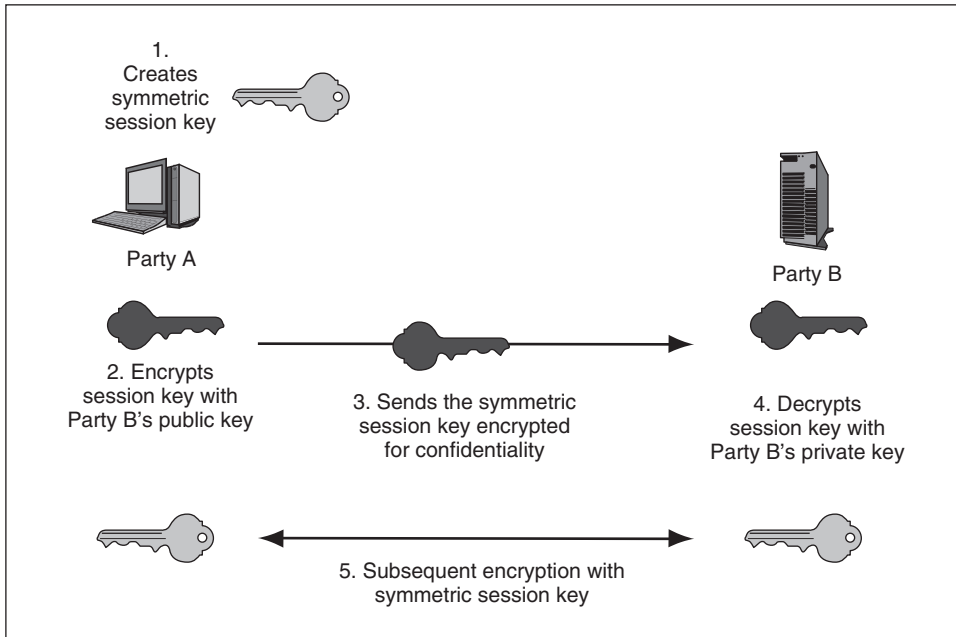 1.
Creates
symmetric
session key
Party A
Party B
2. Encrypts
session key with
Party B’s public key
3. Sends the symmetric
session key encrypted
for confidentiality
4. Decrypts
session key with
Party B’s private key
5. Subsequent encryption with
symmetric session key